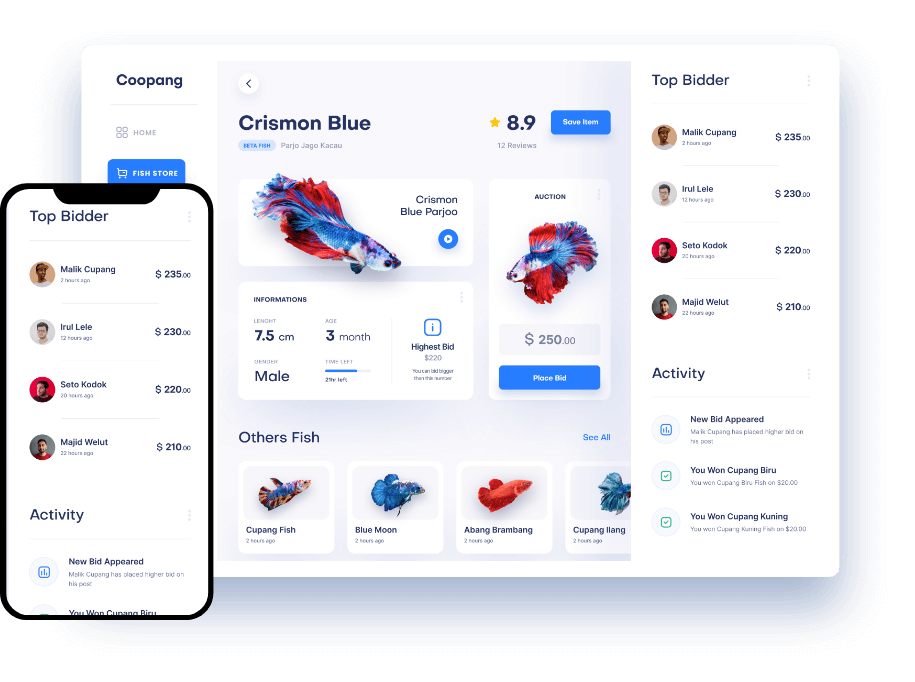 Coopang
HOME
FISH STORE
Crismon Blue
BETA FISH
Parjo Jago Kacau
8.9
12 Reviews
Save Item
Crismon
Blue Parjoo
AUCTION
$ 250.00
Place Bid
INFORMATIONS
LENGHT
7.5 cm
AGE
3 month
GENDER
Male
TIME LEFT
21hr left
Highest Bid
$220
You can bid bigger
then this number
Others Fish
See All
Cupang Fish
2 hours ago
Blue Moon
2 hours ago
Abang Brambang
2 hours ago
Cupang Ilang
2 hours ago
Top Bidder
Malik Cupang
2 hours ago
$ 235.00
Irul Lele
12 hours ago
$ 230.00
Seto Kodok
20 hours ago
$ 220.00
Majid Welut
22 hours ago
$ 210.00
Activity
New Bid Appeared
Malik Cupang has placed higher bid on
his post
You Won Cupang Biru
You won Cupang Biru Fish on $20.00
You Won Cupang Kuning
You won Cupang Kuning Fish on $20.00
Top Bidder
Malik Cupang
2 hours ago
$ 235.00
Irul Lele
12 hours ago
$ 230.00
Seto Kodok
20 hours ago
$ 220.00
Majid Welut
22 hours ago
$ 210.00
Activity
New Bid Appeared
Malik Cupang has placed higher bid on
his post
You Won Cupang Biru